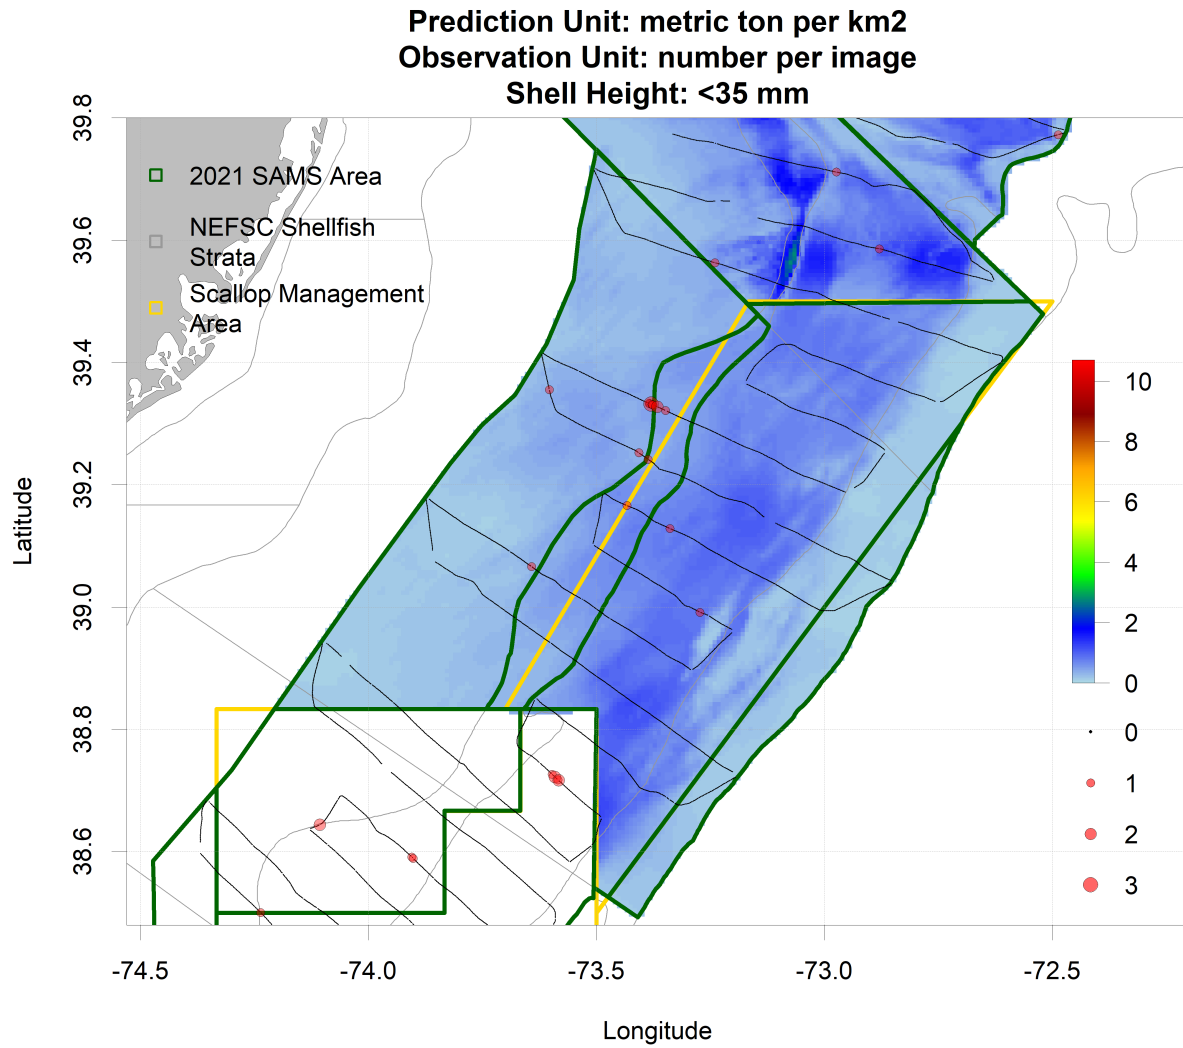 Prediction Unit: metric ton per km2
Observation Unit: number per image
Shell Height: <35 mm
39.8
39.6
39.4
39.2
39.0
38.8
38.6
Latitude
2021 SAMS Area
NEFSC Shellfish
Strata
Scallop Management
Area
10
8
6
4
2
0
0
1
2
3
-74.5
-74.0
-73.5
-73.0
-72.5
Longitude